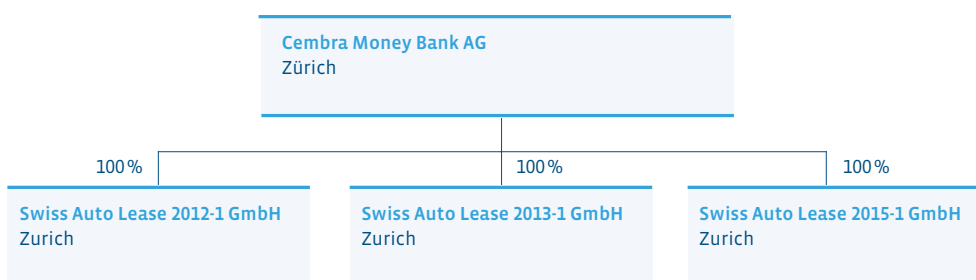 Cembra Money Bank AG
Zürich
100 %
100 %
100 %
Swiss Auto Lease 2012-1 GmbH
Zurich
Swiss Auto Lease 2013-1 GmbH
Zurich
Swiss Auto Lease 2015-1 GmbH
Zurich